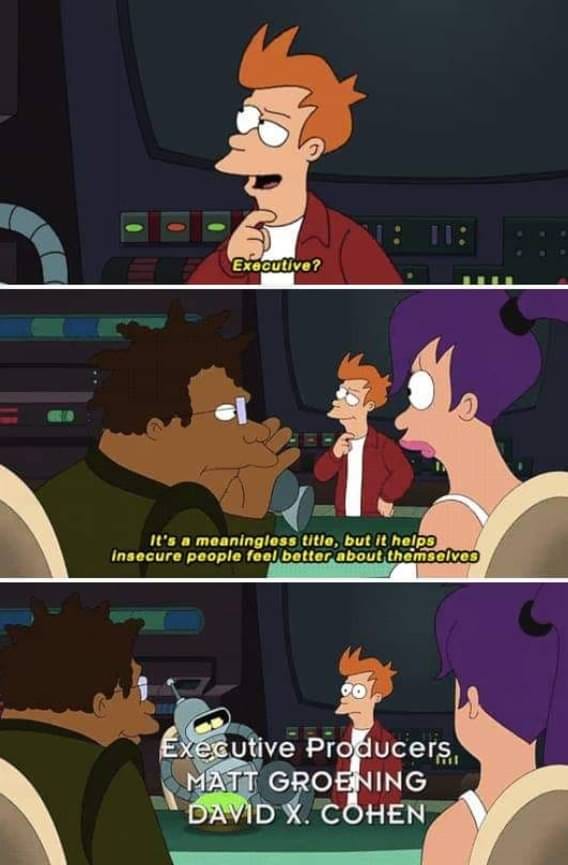 Executive?
It's a meaningless title, but it helps
insecure people feel better about themselves
Executive Producers
MATT GROENING
DAVID X. COHEN